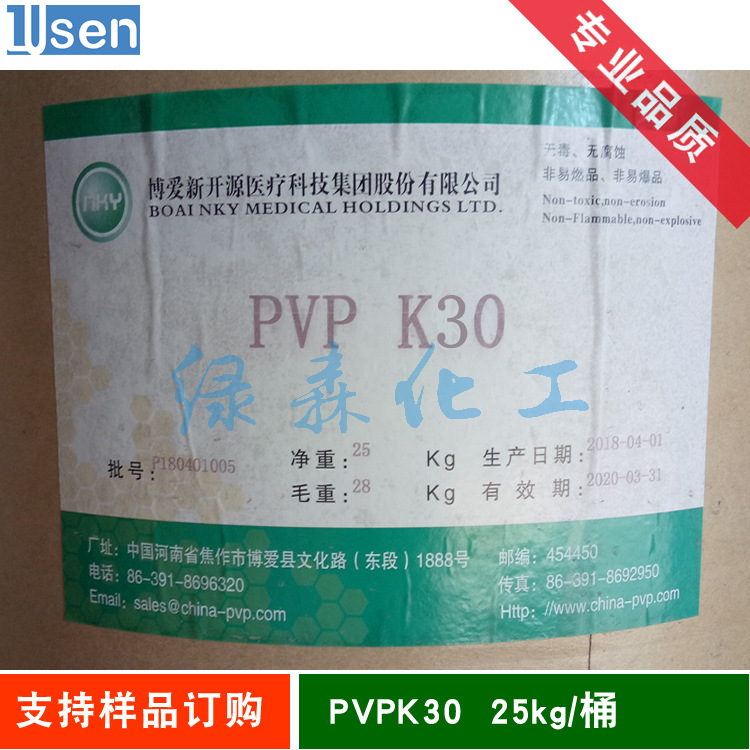 Lüsen
专业品质
NKY
博爱新开源医疗科技集团股份有限公司
BOAI NKY MEDICAL HOLDINGS LTD.
无毒、无腐蚀
非易燃品、非易爆品
Non-toxic,non-erosion
Non-Flammable,non-explosive
PVP K30
绿森化工
批号: P180401005
净重: 25 Kg
生产日期: 2018-04-01
毛重: 28 Kg
有效期: 2020-03-31
厂址: 中国河南省焦作市博爱县文化路(东段)1888号
邮编: 454450
电话: 86-391-8696320
传真: 86-391-8692950
Email: sales@china-pvp.com
Http: //www.china-pvp.com
支持样品订购
PVPK30 25kg/桶